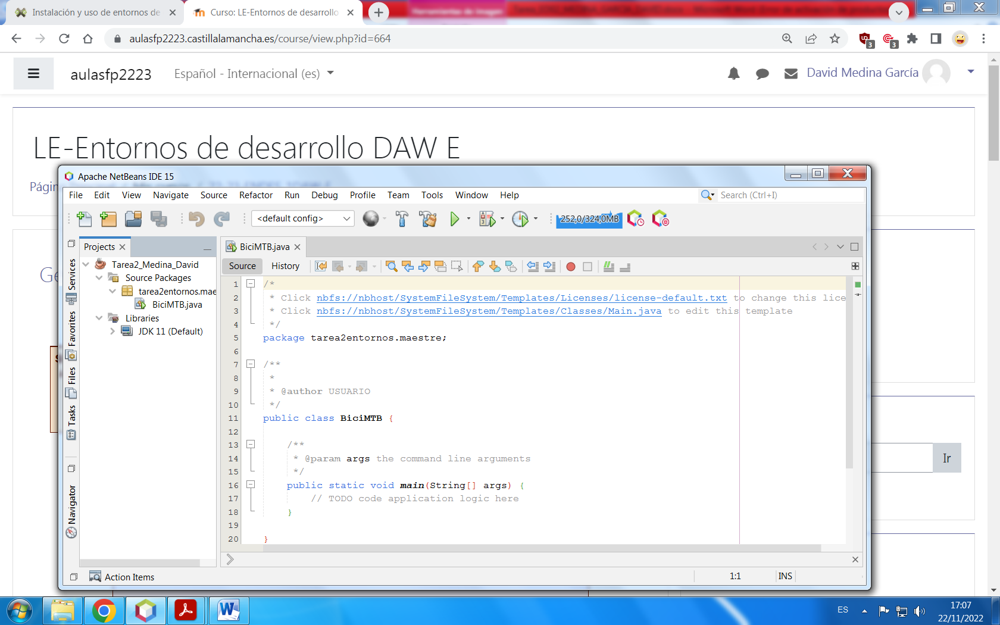 Instalación y uso de entornos de
Curso: LE-Entornos de desarrollo
aulasfp2223.castillalamancha.es/course/view.php?id=664
3
3
aulasfp2223
Español - Internacional (es)
David Medina García
LE-Entornos de desarrollo DAW E
Págin
Ge
Ir
Apache NetBeans IDE 15
File Edit View Navigate Source Refactor Run Debug Profile Team Tools Window Help
Search (Ctrl+I)
<default config>
252,0/324,0MB
Projects
BiciMTB.java
Services
Favorites
Files
Tasks
Navigator
Tarea2_Medina_David
Source Packages
tarea2entornos.mae
BiciMTB.java
Libraries
JDK 11 (Default)
Source History
1 /*
2 * Click nbfs://nbhost/SystemFileSystem/Templates/Licenses/license-default.txt to change this lice
3 * Click nbfs://nbhost/SystemFileSystem/Templates/Classes/Main.java to edit this template
4 */
5 package tarea2entornos.maestre;
6
7 /**
8 *
9 * @author USUARIO
10 */
11 public class BiciMTB {
12
13 /**
14 * @param args the command line arguments
15 */
16 public static void main(String[] args) {
17 // TODO code application logic here
18 }
19
20 }
Action Items
1:1
INS
ES
17:07
22/11/2022